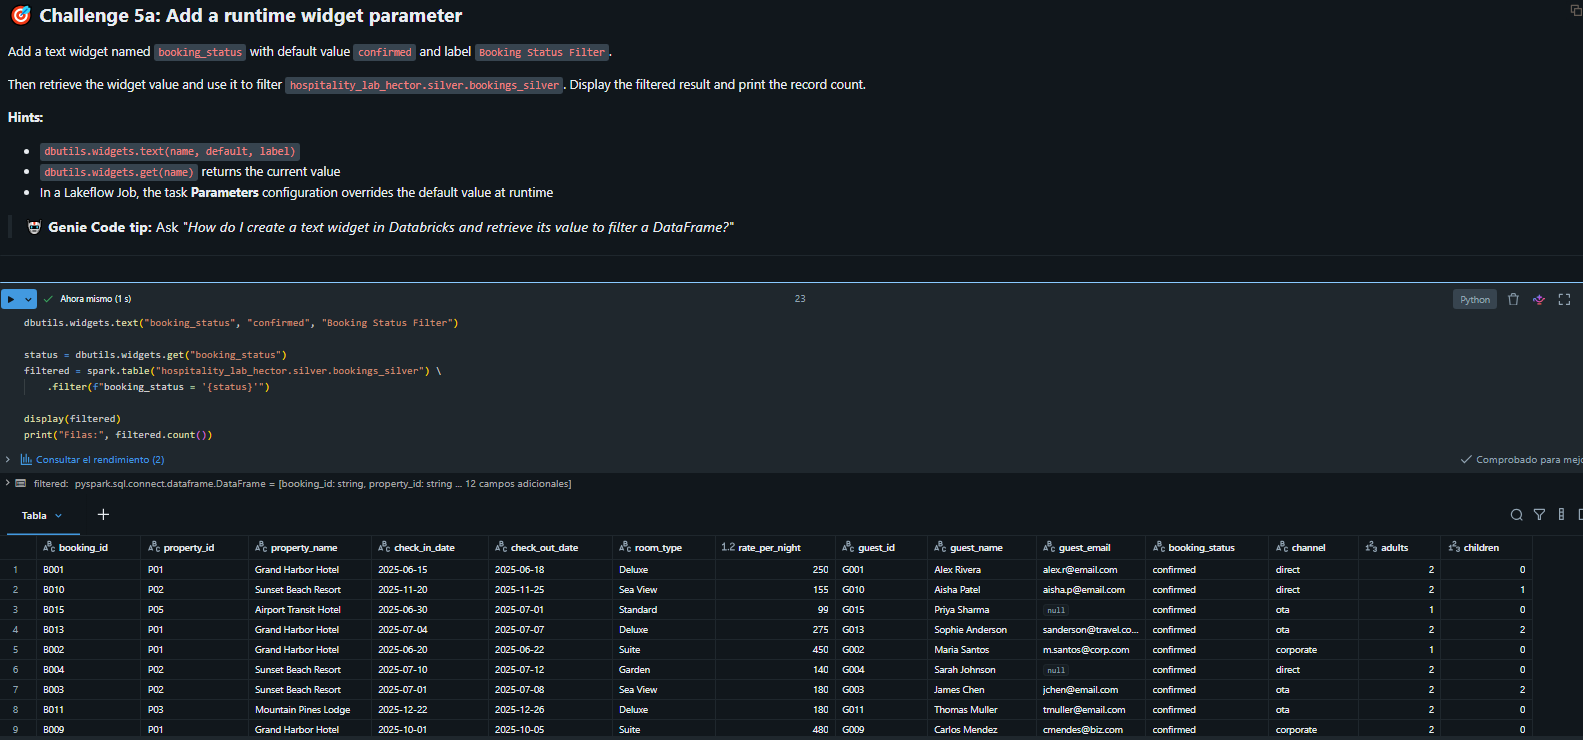 🎯 Challenge 5a: Add a runtime widget parameter
Add a text widget named booking_status with default value confirmed and label Booking Status Filter.
Then retrieve the widget value and use it to filter hospitality_lab_hector.silver.bookings_silver. Display the filtered result and print the record count.
Hints:
• dbutils.widgets.text(name, default, label)
• dbutils.widgets.get(name) returns the current value
• In a Lakeflow Job, the task Parameters configuration overrides the default value at runtime
Genie Code tip: Ask "How do I create a text widget in Databricks and retrieve its value to filter a DataFrame?"
Ahora mismo (1 s) 23 Python
dbutils.widgets.text("booking_status", "confirmed", "Booking Status Filter")
status = dbutils.widgets.get("booking_status")
filtered = spark.table("hospitality_lab_hector.silver.bookings_silver") \
.filter(f"booking_status = '{status}'")
display(filtered)
print("Filas:", filtered.count())
Consultar el rendimiento (2) Comprobado para mejo
filtered: pyspark.sql.connect.dataframe.DataFrame = [booking_id: string, property_id: string ... 12 campos adicionales]
Tabla +
booking_id property_id property_name check_in_date check_out_date room_type 1.2 rate_per_night guest_id guest_name guest_email booking_status channel adults children
1 B001 P01 Grand Harbor Hotel 2025-06-15 2025-06-18 Deluxe 250 G001 Alex Rivera alex.r@email.com confirmed direct 2 0
2 B010 P02 Sunset Beach Resort 2025-11-20 2025-11-25 Sea View 155 G010 Aisha Patel aisha.p@email.com confirmed direct 2 1
3 B015 P05 Airport Transit Hotel 2025-06-30 2025-07-01 Standard 99 G015 Priya Sharma null confirmed ota 1 0
4 B013 P01 Grand Harbor Hotel 2025-07-04 2025-07-07 Deluxe 275 G013 Sophie Anderson sanderson@travel.co... confirmed ota 2 2
5 B002 P01 Grand Harbor Hotel 2025-06-20 2025-06-22 Suite 450 G002 Maria Santos m.santos@corp.com confirmed corporate 1 0
6 B004 P02 Sunset Beach Resort 2025-07-10 2025-07-12 Garden 140 G004 Sarah Johnson null confirmed direct 2 0
7 B003 P02 Sunset Beach Resort 2025-07-01 2025-07-08 Sea View 180 G003 James Chen jchen@email.com confirmed ota 2 2
8 B011 P03 Mountain Pines Lodge 2025-12-22 2025-12-26 Deluxe 180 G011 Thomas Muller tmuller@email.com confirmed ota 2 0
9 B009 P01 Grand Harbor Hotel 2025-10-01 2025-10-05 Suite 480 G009 Carlos Mendez cmendes@biz.com confirmed corporate 2 0